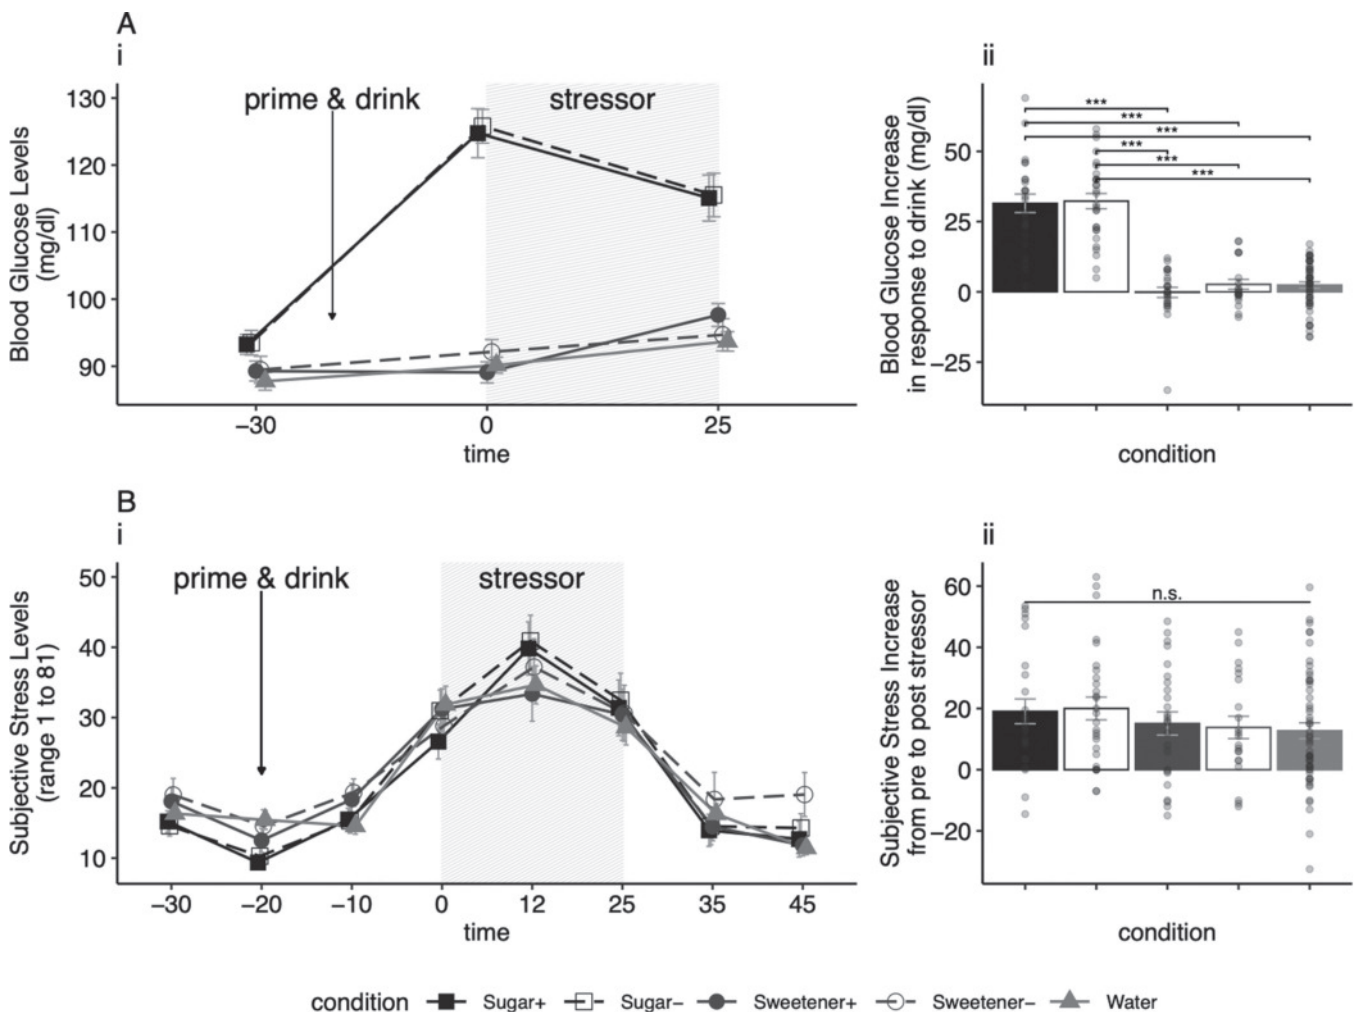 A
i
prime & drink
stressor
Blood Glucose Levels
(mg/dl)
130
120
110
100
90
−30
0
25
time
ii
Blood Glucose Increase
in response to drink (mg/dl)
50
25
0
−25
***
***
***
***
***
***
condition
B
i
prime & drink
stressor
Subjective Stress Levels
(range 1 to 81)
50
40
30
20
10
−30
−20
−10
0
12
25
35
45
time
ii
Subjective Stress Increase
from pre to post stressor
60
40
20
0
−20
n.s.
condition
condition Sugar+ Sugar− Sweetener+ Sweetener− Water